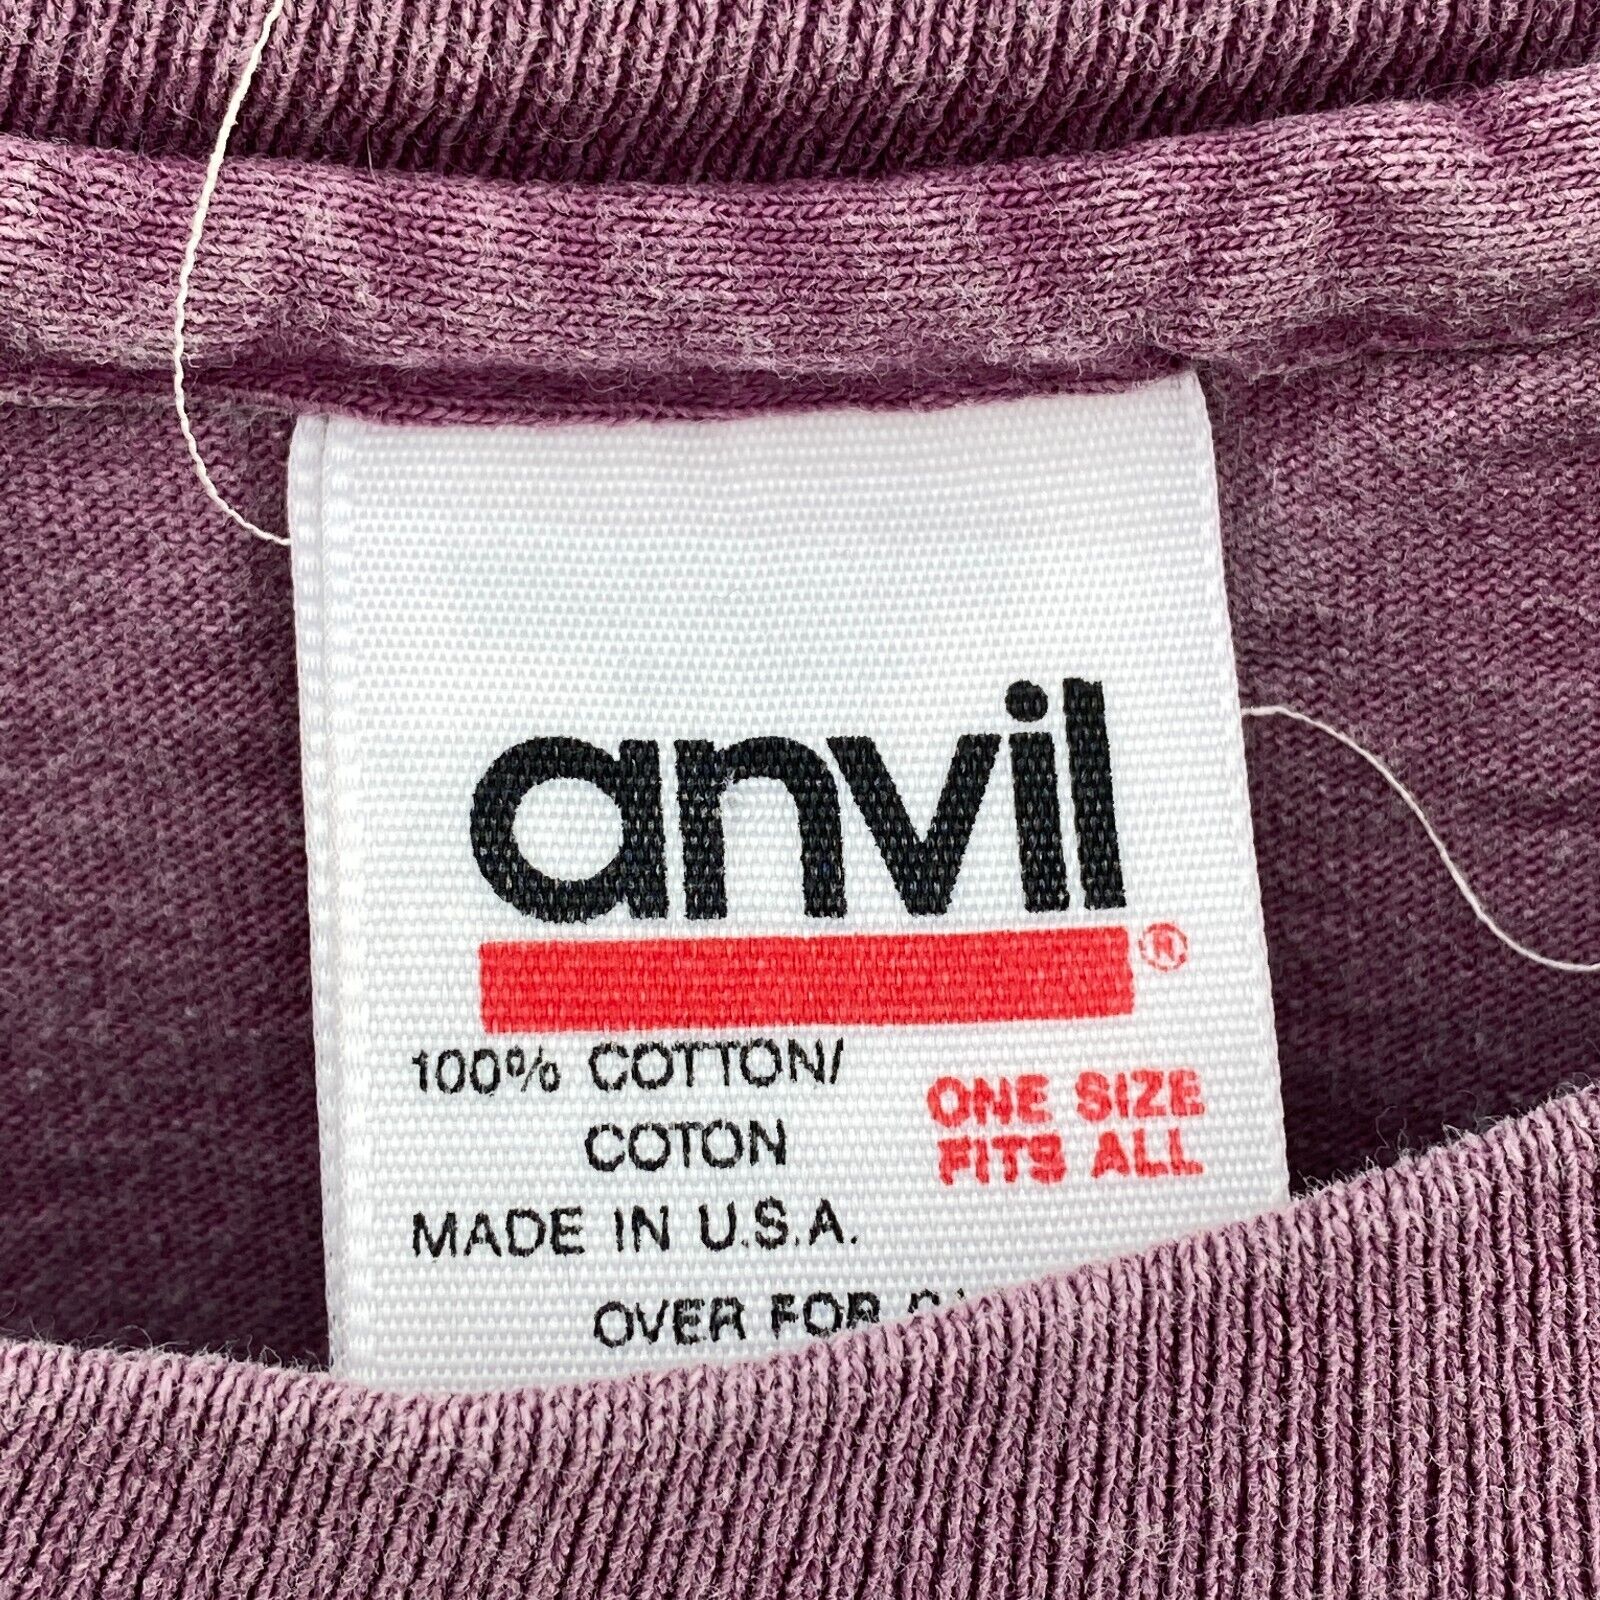 anvil
®
100% COTTON/
COTON
ONE SIZE
FITS ALL
MADE IN U.S.A.
OVER FOR